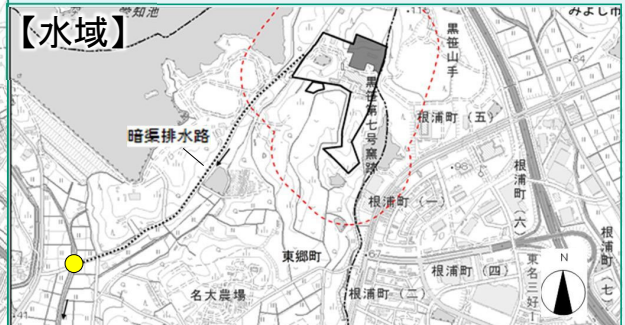 【水域】
愛知池
みよし市
黒笹山手
黒笹第七号窯跡
根浦町（五）
暗渠排水路
根浦町（六）
根浦町（一）
東郷町
67
根浦町（四）
根浦町（七）
東名三好I
名大農場
根浦町（二）
N